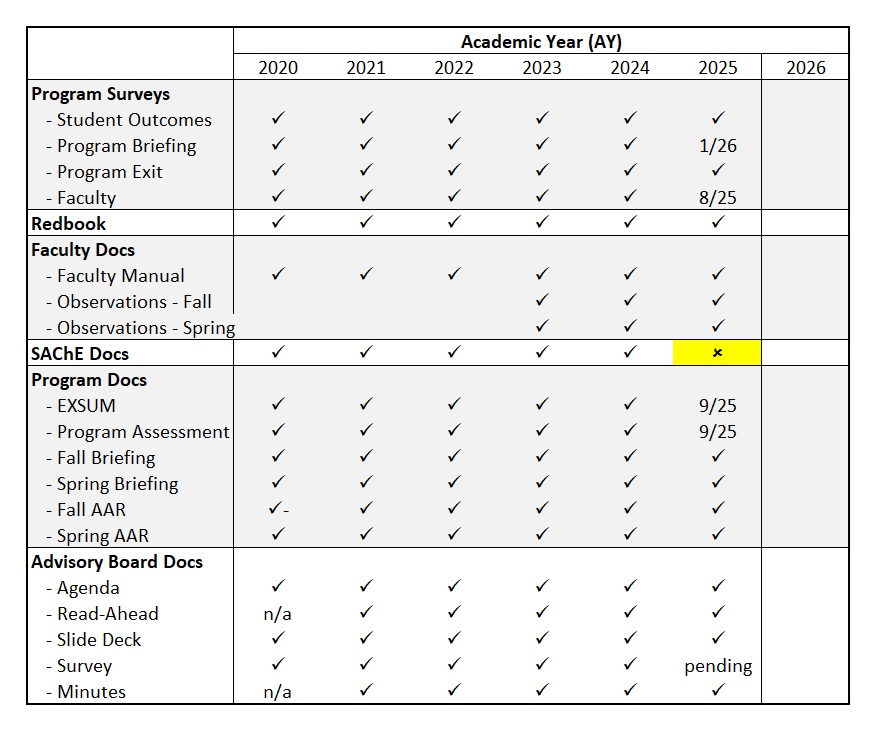 Academic Year (AY)
2020 2021 2022 2023 2024 2025 2026
Program Surveys
- Student Outcomes ✓ ✓ ✓ ✓ ✓ ✓
- Program Briefing ✓ ✓ ✓ ✓ ✓ 1/26
- Program Exit ✓ ✓ ✓ ✓ ✓ ✓
- Faculty ✓ ✓ ✓ ✓ ✓ 8/25
Redbook ✓ ✓ ✓ ✓ ✓ ✓
Faculty Docs
- Faculty Manual ✓ ✓ ✓ ✓ ✓ ✓
- Observations - Fall ✓ ✓ ✓
- Observations - Spring ✓ ✓ ✓
SAChE Docs ✓ ✓ ✓ ✓ ✓ ×
Program Docs
- EXSUM ✓ ✓ ✓ ✓ ✓ 9/25
- Program Assessment ✓ ✓ ✓ ✓ ✓ 9/25
- Fall Briefing ✓ ✓ ✓ ✓ ✓ ✓
- Spring Briefing ✓ ✓ ✓ ✓ ✓ ✓
- Fall AAR ✓- ✓ ✓ ✓ ✓ ✓
- Spring AAR ✓ ✓ ✓ ✓ ✓ ✓
Advisory Board Docs
- Agenda ✓ ✓ ✓ ✓ ✓ ✓
- Read-Ahead n/a ✓ ✓ ✓ ✓ ✓
- Slide Deck ✓ ✓ ✓ ✓ ✓ ✓
- Survey ✓ ✓ ✓ ✓ ✓ pending
- Minutes n/a ✓ ✓ ✓ ✓ ✓